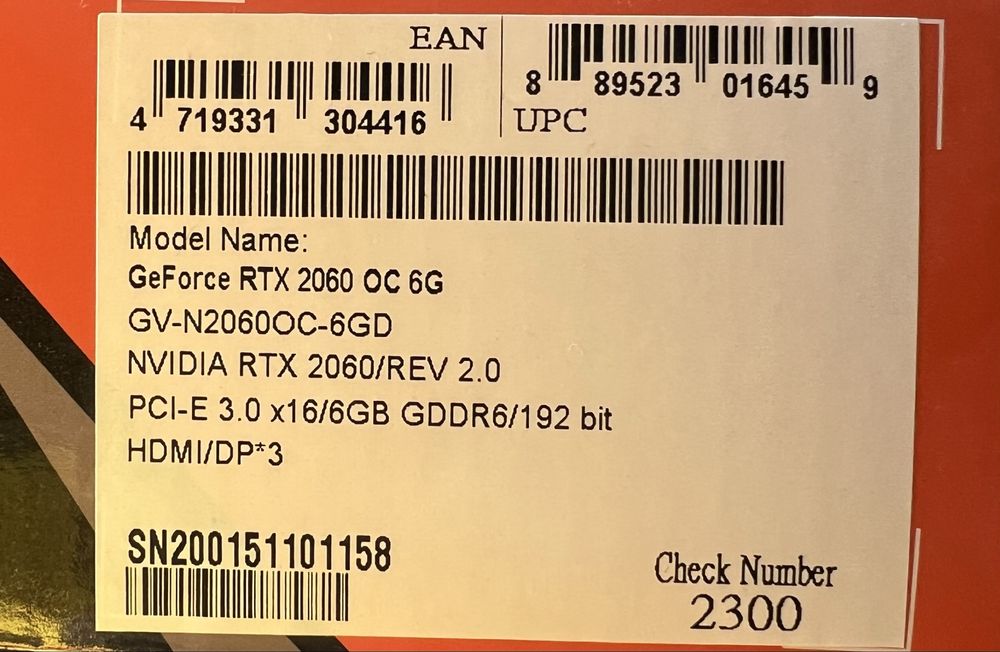 EAN
4 719331 304416
8 89523 01645 9
UPC
Model Name:
GeForce RTX 2060 OC 6G
GV-N2060OC-6GD
NVIDIA RTX 2060/REV 2.0
PCI-E 3.0 x16/6GB GDDR6/192 bit
HDMI/DP*3
SN200151101158
Check Number
2300